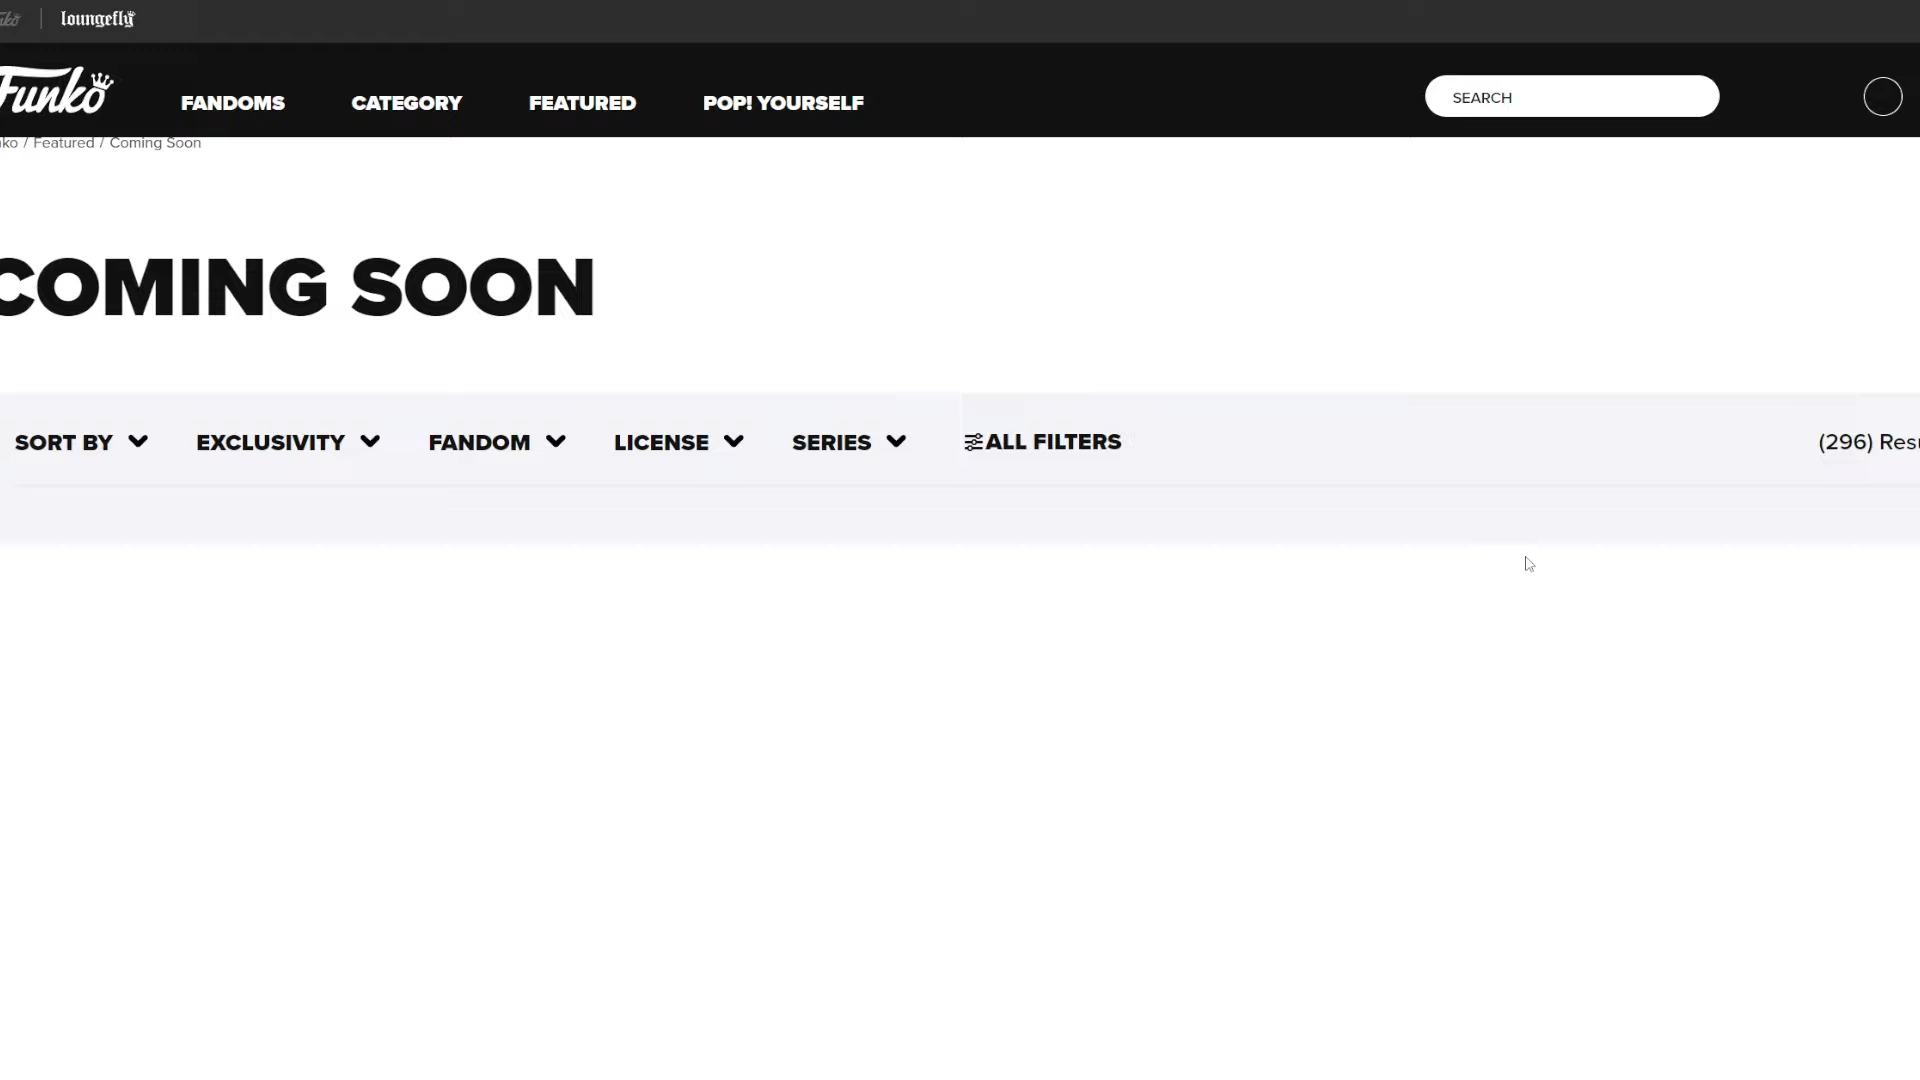 loungefly
Funko
FANDOMS CATEGORY FEATURED POP! YOURSELF SEARCH
/ Featured / Coming Soon
COMING SOON
SORT BY EXCLUSIVITY FANDOM LICENSE SERIES ALL FILTERS (296)